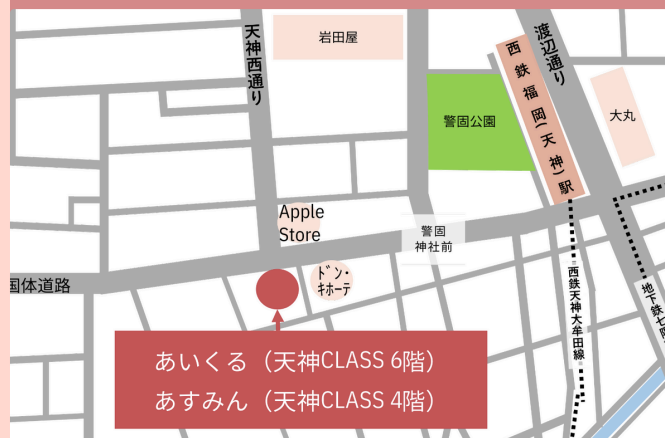 天神西通り
岩田屋
渡辺通り
西鉄福岡(天神)駅
大丸
警固公園
Apple
Store
警固
神社前
国体道路
ドン・
キホーテ
西鉄天神大牟田線
地下鉄七隈
あいくる（天神CLASS 6階）
あすみん（天神CLASS 4階）